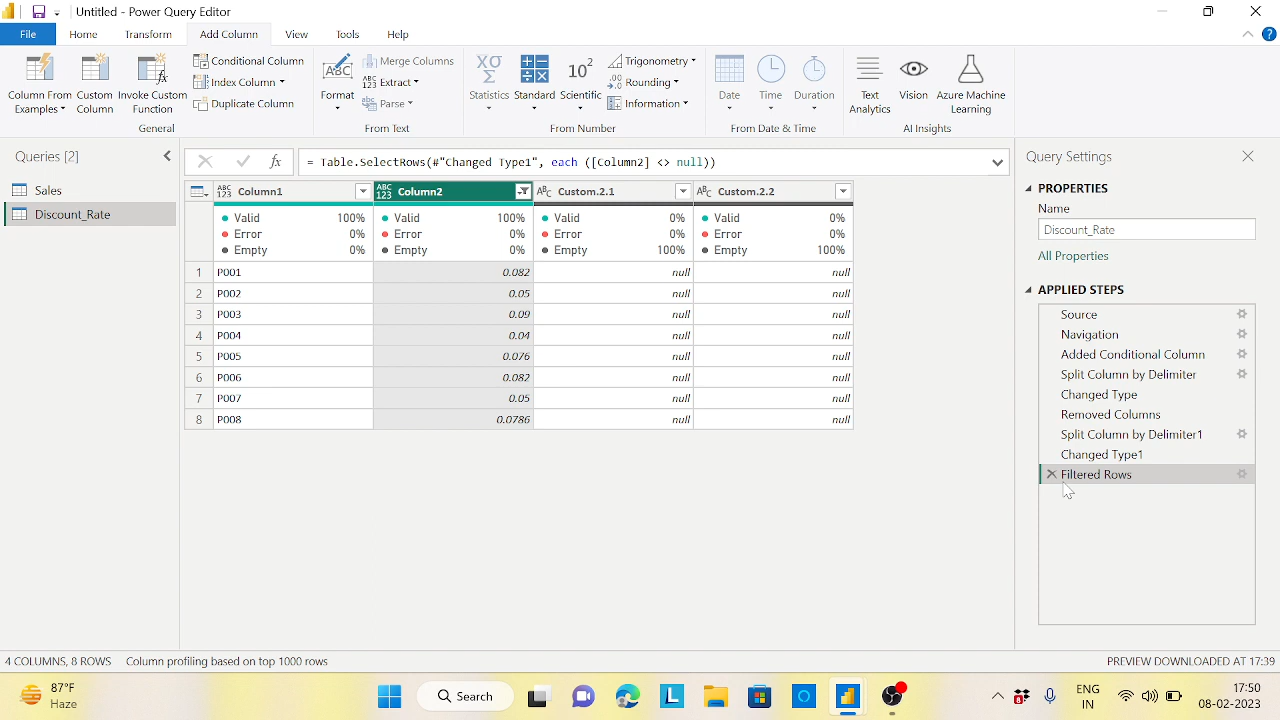 Untitled - Power Query Editor
File Home Transform Add Column View Tools Help
Column From Examples
Custom Column
Invoke Custom Function
Conditional Column
Index Column
Duplicate Column
General
Format
Merge Columns
Extract
Parse
From Text
Statistics
Standard
Scientific
Trigonometry
Rounding
Information
From Number
Date
Time
Duration
From Date & Time
Text Analytics
Vision
Azure Machine Learning
AI Insights
Queries [2]
Sales
Discount_Rate
fx = Table.SelectRows(#"Changed Type1", each ([Column2] <> null))
ABC 123 Column1 ABC 123 Column2 ABC Custom.2.1 ABC Custom.2.2
Valid 100% Valid 100% Valid 0% Valid 0%
Error 0% Error 0% Error 0% Error 0%
Empty 0% Empty 0% Empty 100% Empty 100%
1 P001 0.082 null null
2 P002 0.05 null null
3 P003 0.09 null null
4 P004 0.04 null null
5 P005 0.076 null null
6 P006 0.082 null null
7 P007 0.05 null null
8 P008 0.0786 null null
Query Settings
PROPERTIES
Name
Discount_Rate
All Properties
APPLIED STEPS
Source
Navigation
Added Conditional Column
Split Column by Delimiter
Changed Type
Removed Columns
Split Column by Delimiter1
Changed Type1
Filtered Rows
4 COLUMNS, 8 ROWS Column profiling based on top 1000 rows PREVIEW DOWNLOADED AT 17:39
87°F
Haze
Search
ENG
IN
17:50
08-02-2023